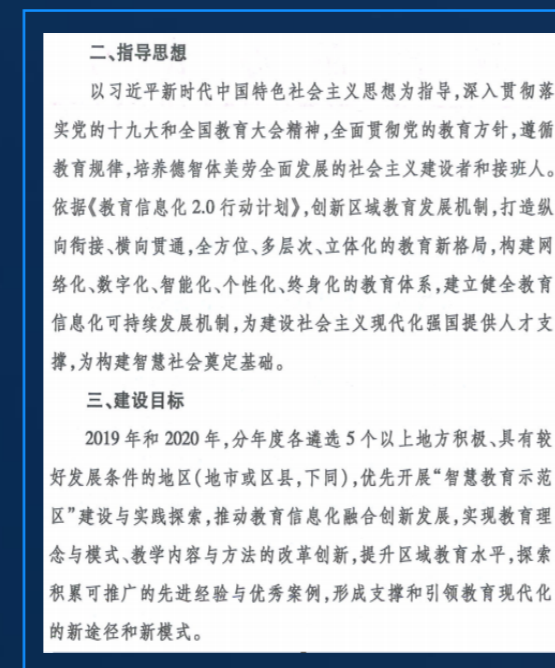 二、指导思想
以习近平新时代中国特色社会主义思想为指导,深入贯彻落
实党的十九大和全国教育大会精神,全面贯彻党的教育方针,遵循
教育规律,培养德智体美劳全面发展的社会主义建设者和接班人。
依据《教育信息化2.0行动计划》,创新区域教育发展机制,打造纵
向衔接、横向贯通,全方位、多层次、立体化的教育新格局,构建网
络化、数字化、智能化、个性化、终身化的教育体系,建立健全教育
信息化可持续发展机制,为建设社会主义现代化强国提供人才支
撑,为构建智慧社会奠定基础。
三、建设目标
2019年和2020年,分年度各遴选5个以上地方积极、具有较
好发展条件的地区(地市或区县,下同),优先开展“智慧教育示范
区”建设与实践探索,推动教育信息化融合创新发展,实现教育理
念与模式、教学内容与方法的改革创新,提升区域教育水平,探索
积累可推广的先进经验与优秀案例,形成支撑和引领教育现代化
的新途径和新模式。